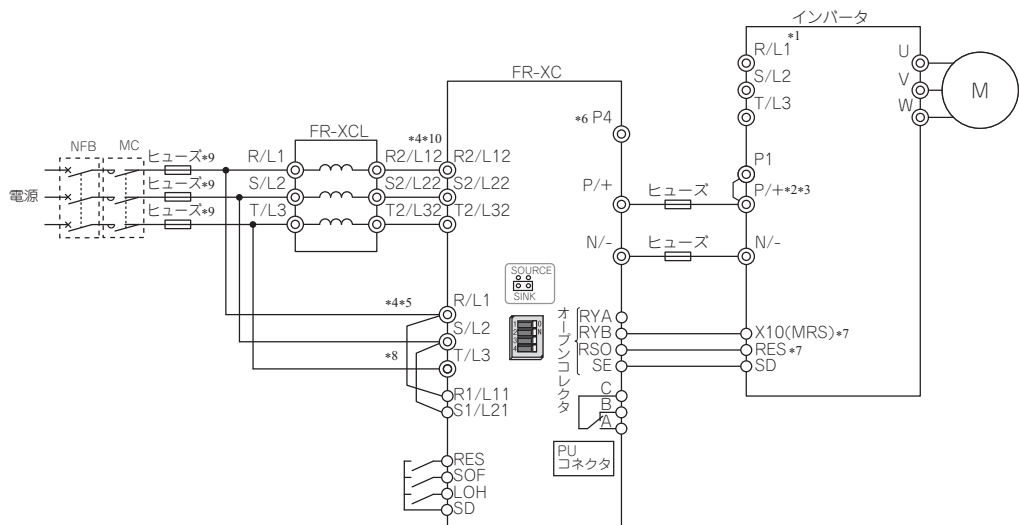 インバータ
*1
R/L1
S/L2
T/L3
U
V
W
M
FR-XC
*6 P4
P1
P/+
ヒューズ
P/+*2*3
N/-
ヒューズ
N/-
NFB
MC
ヒューズ*9
ヒューズ*9
ヒューズ*9
電源
FR-XCL
R/L1
S/L2
T/L3
*4*10
R2/L12
S2/L22
T2/L32
R2/L12
S2/L22
T2/L32
SOURCE
SINK
1
2
3
4
O
N
*4*5
R/L1
S/L2
*8
T/L3
R1/L11
S1/L21
オープンコレクタ
RYA
RYB
RSO
SE
X10(MRS)*7
RES*7
SD
C
B
A
PU
コネクタ
RES
SOF
LOH
SD